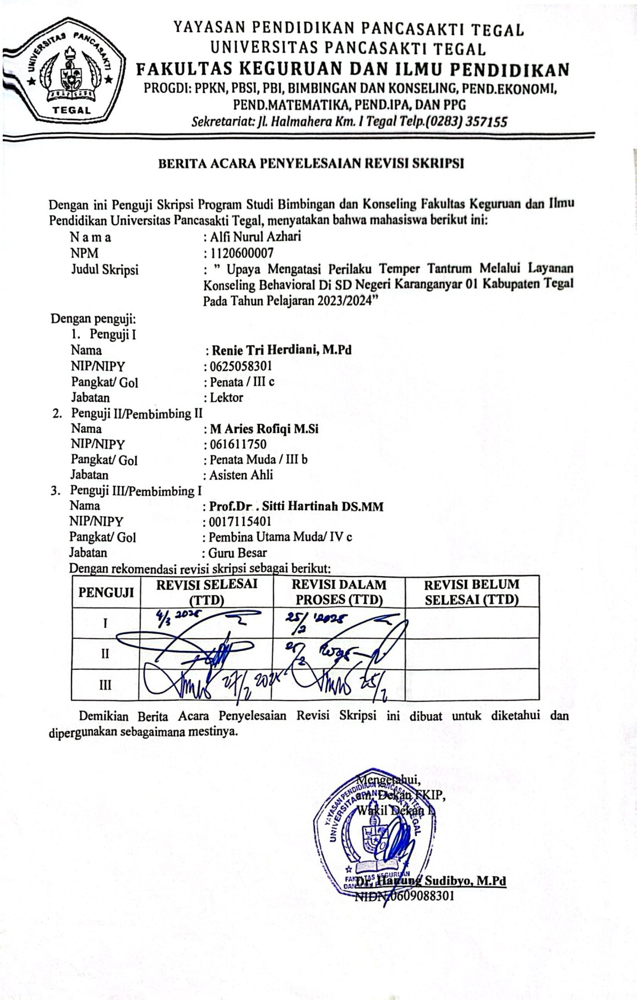 UNIVERSITAS PANCASAKTI
TEGAL
YAYASAN PENDIDIKAN PANCASAKTI TEGAL
UNIVERSITAS PANCASAKTI TEGAL
FAKULTAS KEGURUAN DAN ILMU PENDIDIKAN
PROGDI: PPKN, PBSI, PBI, BIMBINGAN DAN KONSELING, PEND.EKONOMI,
PEND.MATEMATIKA, PEND.IPA, DAN PPG
Sekretariat: Jl. Halmahera Km. 1 Tegal Telp.(0283) 357155
BERITA ACARA PENYELESAIAN REVISI SKRIPSI
Dengan ini Penguji Skripsi Program Studi Bimbingan dan Konseling Fakultas Keguruan dan Ilmu
Pendidikan Universitas Pancasakti Tegal, menyatakan bahwa mahasiswa berikut ini:
N a m a : Alfi Nurul Azhari
NPM : 1120600007
Judul Skripsi : ” Upaya Mengatasi Perilaku Temper Tantrum Melalui Layanan
Konseling Behavioral Di SD Negeri Karanganyar 01 Kabupaten Tegal
Pada Tahun Pelajaran 2023/2024”
Dengan penguji:
1. Penguji I
Nama : Renie Tri Herdiani, M.Pd
NIP/NIPY : 0625058301
Pangkat/ Gol : Penata / III c
Jabatan : Lektor
2. Penguji II/Pembimbing II
Nama : M Aries Rofiqi M.Si
NIP/NIPY : 061611750
Pangkat/ Gol : Penata Muda / III b
Jabatan : Asisten Ahli
3. Penguji III/Pembimbing I
Nama : Prof.Dr . Sitti Hartinah DS.MM
NIP/NIPY : 0017115401
Pangkat/ Gol : Pembina Utama Muda/ IV c
Jabatan : Guru Besar
Dengan rekomendasi revisi skripsi sebagai berikut:
PENGUJI REVISI SELESAI (TTD) REVISI DALAM PROSES (TTD) REVISI BELUM SELESAI (TTD)
I 4/3 2025 25/2 '2025
II
III 27/2 2025 25/2
Demikian Berita Acara Penyelesaian Revisi Skripsi ini dibuat untuk diketahui dan
dipergunakan sebagaimana mestinya.
Mengetahui,
an. Dekan FKIP,
Wakil Dekan I,
YAYASAN PENDIDIKAN PANCASAKTI TEGAL
UNIVERSITAS PANCASAKTI TEGAL
FAKULTAS KEGURUAN
Dr. Hanung Sudibyo, M.Pd
NIDN.0609088301